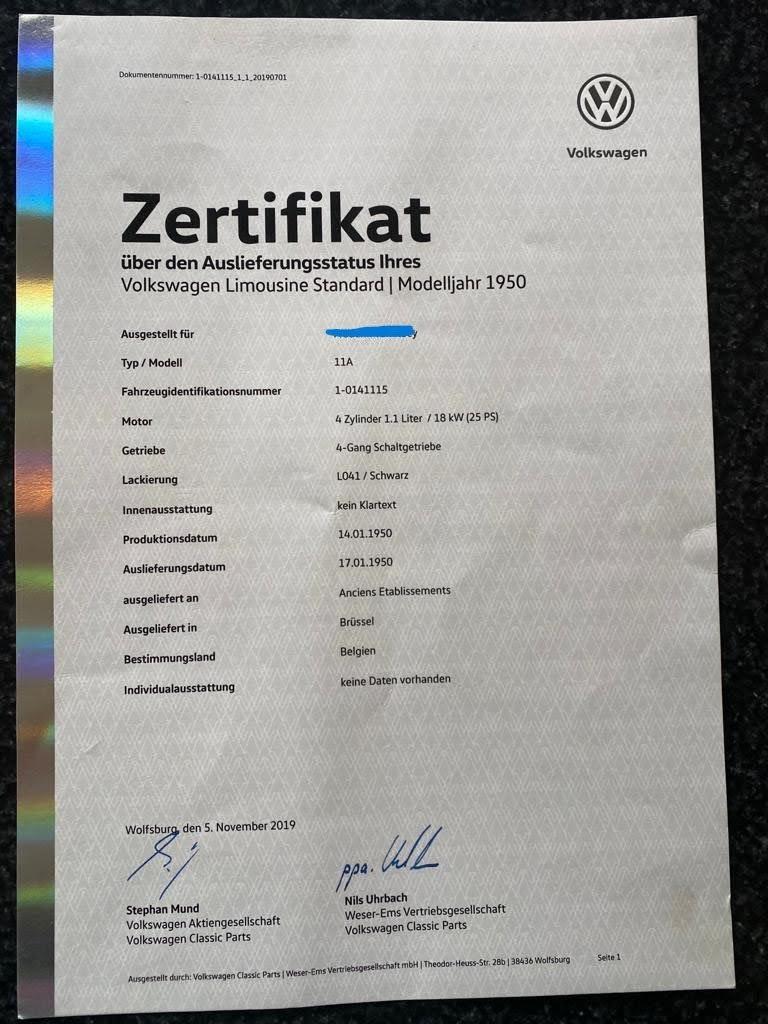 Dokumentennummer: 1-0141115_1_1_20190701
Volkswagen
Zertifikat
über den Auslieferungsstatus Ihres
Volkswagen Limousine Standard | Modelljahr 1950
Ausgestellt für
Typ / Modell 11A
Fahrzeugidentifikationsnummer 1-0141115
Motor 4 Zylinder 1.1 Liter / 18 kW (25 PS)
Getriebe 4-Gang Schaltgetriebe
Lackierung L041 / Schwarz
Innenausstattung kein Klartext
Produktionsdatum 14.01.1950
Auslieferungsdatum 17.01.1950
ausgeliefert an Anciens Etablissements
Ausgeliefert in Brüssel
Bestimmungsland Belgien
Individualausstattung keine Daten vorhanden
Wolfsburg, den 5. November 2019
ppa.
Stephan Mund
Volkswagen Aktiengesellschaft
Volkswagen Classic Parts
Nils Uhrbach
Weser-Ems Vertriebsgesellschaft
Volkswagen Classic Parts
Ausgestellt durch: Volkswagen Classic Parts | Weser-Ems Vertriebsgesellschaft mbH | Theodor-Heuss-Str. 28b | 38436 Wolfsburg Seite 1